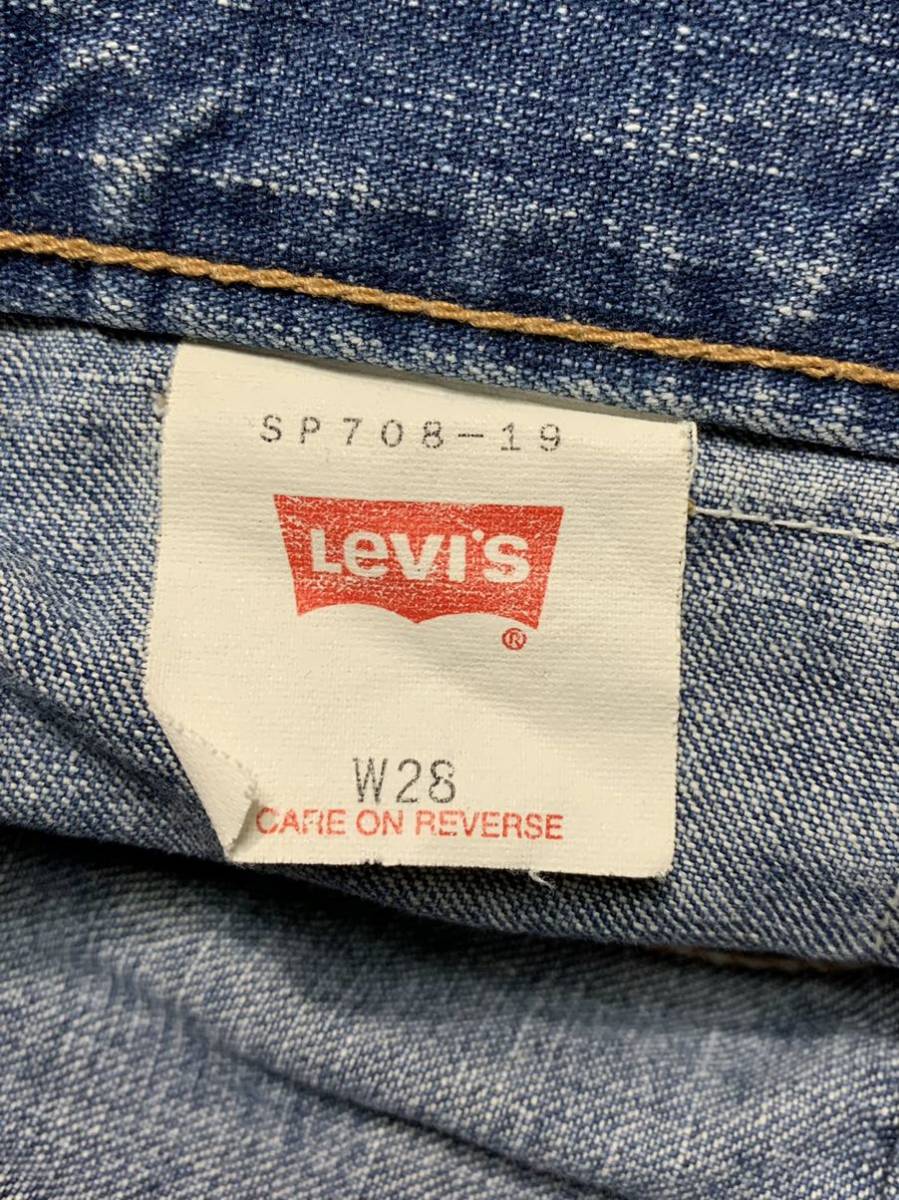 SP708-19
Levi's
®
W28
CARE ON REVERSE